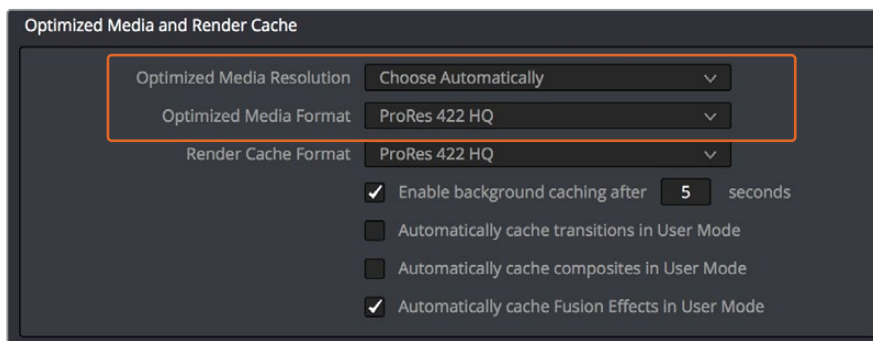 Optimized Media and Render Cache
Optimized Media Resolution Choose Automatically
Optimized Media Format ProRes 422 HQ
Render Cache Format ProRes 422 HQ
Enable background caching after 5 seconds
Automatically cache transitions in User Mode
Automatically cache composites in User Mode
Automatically cache Fusion Effects in User Mode